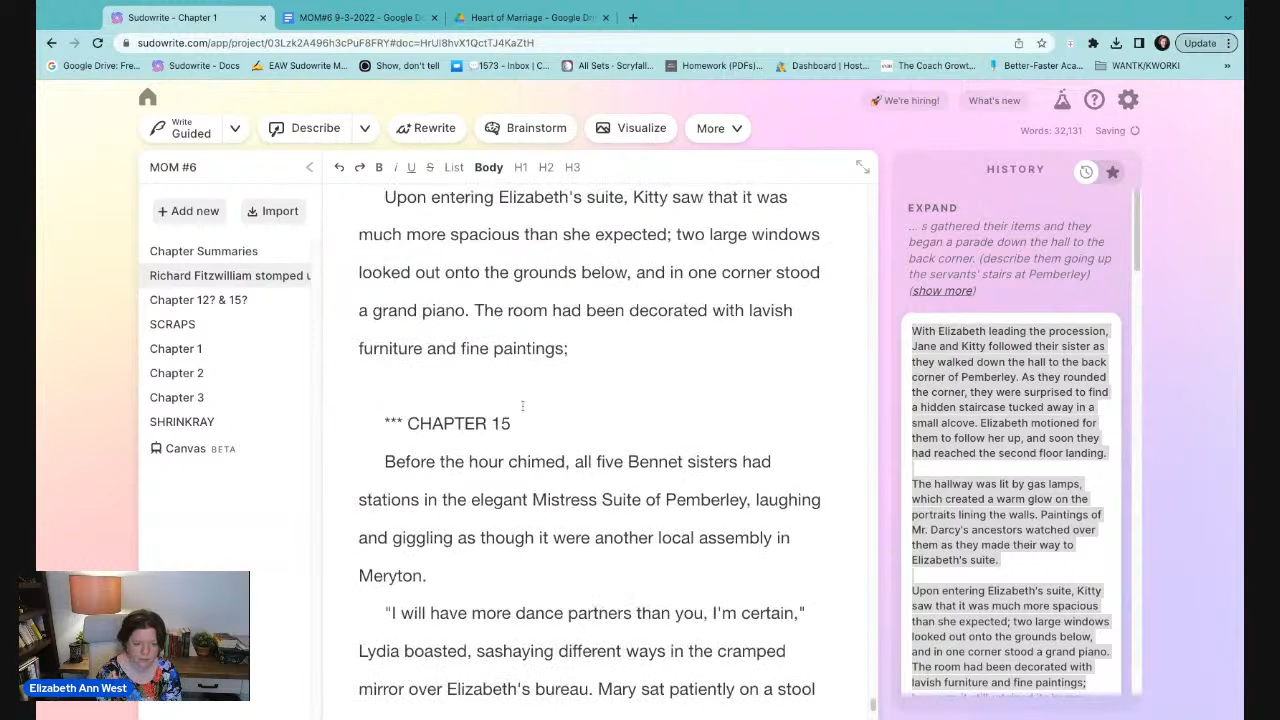 Sudowrite - Chapter 1
MOM#6 9-3-2022 - Google D
Heart of Marriage - Google Dri
sudowrite.com/app/project/03Lzk2A496h3cPuF8FRY#doc=HrUi8hvX1QctTJ4KaZtH
Update
Google Drive: Fre...
Sudowrite - Docs
EAW Sudowrite M...
Show, don't tell
1573 - Inbox | C...
All Sets · Scryfall...
Homework (PDFs)...
Dashboard | Host...
The Coach Growt...
Better-Faster Aca...
WANTK/KWORKI
»
We're hiring!
What's new
Write
Guided
Describe
Rewrite
Brainstorm
Visualize
More
Words: 32,131
Saving
MOM #6
B i U S List Body H1 H2 H3
HISTORY
+ Add new
Import
Chapter Summaries
Richard Fitzwilliam stomped u
Chapter 12? & 15?
SCRAPS
Chapter 1
Chapter 2
Chapter 3
SHRINKRAY
Canvas BETA
Upon entering Elizabeth's suite, Kitty saw that it was
much more spacious than she expected; two large windows
looked out onto the grounds below, and in one corner stood
a grand piano. The room had been decorated with lavish
furniture and fine paintings;
*** CHAPTER 15
Before the hour chimed, all five Bennet sisters had
stations in the elegant Mistress Suite of Pemberley, laughing
and giggling as though it were another local assembly in
Meryton.
"I will have more dance partners than you, I'm certain,"
Lydia boasted, sashaying different ways in the cramped
mirror over Elizabeth's bureau. Mary sat patiently on a stool
EXPAND
... s gathered their items and they
began a parade down the hall to the
back corner. (describe them going up
the servants' stairs at Pemberley)
(show more)
With Elizabeth leading the procession,
Jane and Kitty followed their sister as
they walked down the hall to the back
corner of Pemberley. As they rounded
the corner, they were surprised to find
a hidden staircase tucked away in a
small alcove. Elizabeth motioned for
them to follow her up, and soon they
had reached the second floor landing.
The hallway was lit by gas lamps,
which created a warm glow on the
portraits lining the walls. Paintings of
Mr. Darcy's ancestors watched over
them as they made their way to
Elizabeth's suite.
Upon entering Elizabeth's suite, Kitty
saw that it was much more spacious
than she expected; two large windows
looked out onto the grounds below,
and in one corner stood a grand piano.
The room had been decorated with
lavish furniture and fine paintings;
Elizabeth Ann West